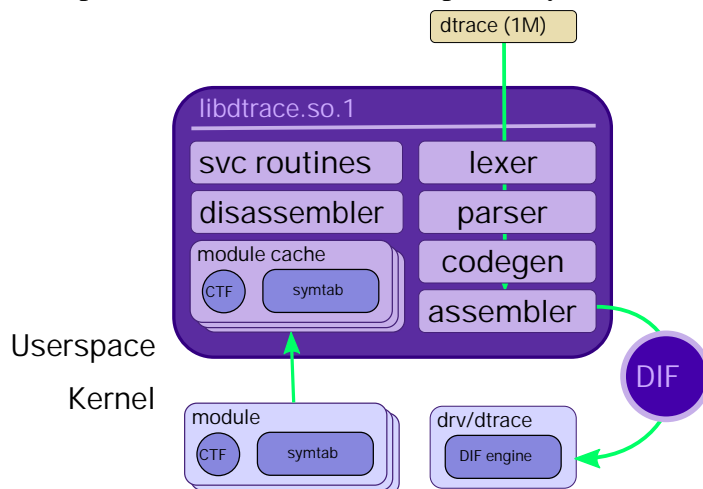 dtrace (1M)
libdtrace.so.1
svc routines
lexer
disassembler
parser
module cache
CTF
symtab
codegen
assembler
Userspace
Kernel
DIF
module
CTF
symtab
drv/dtrace
DIF engine